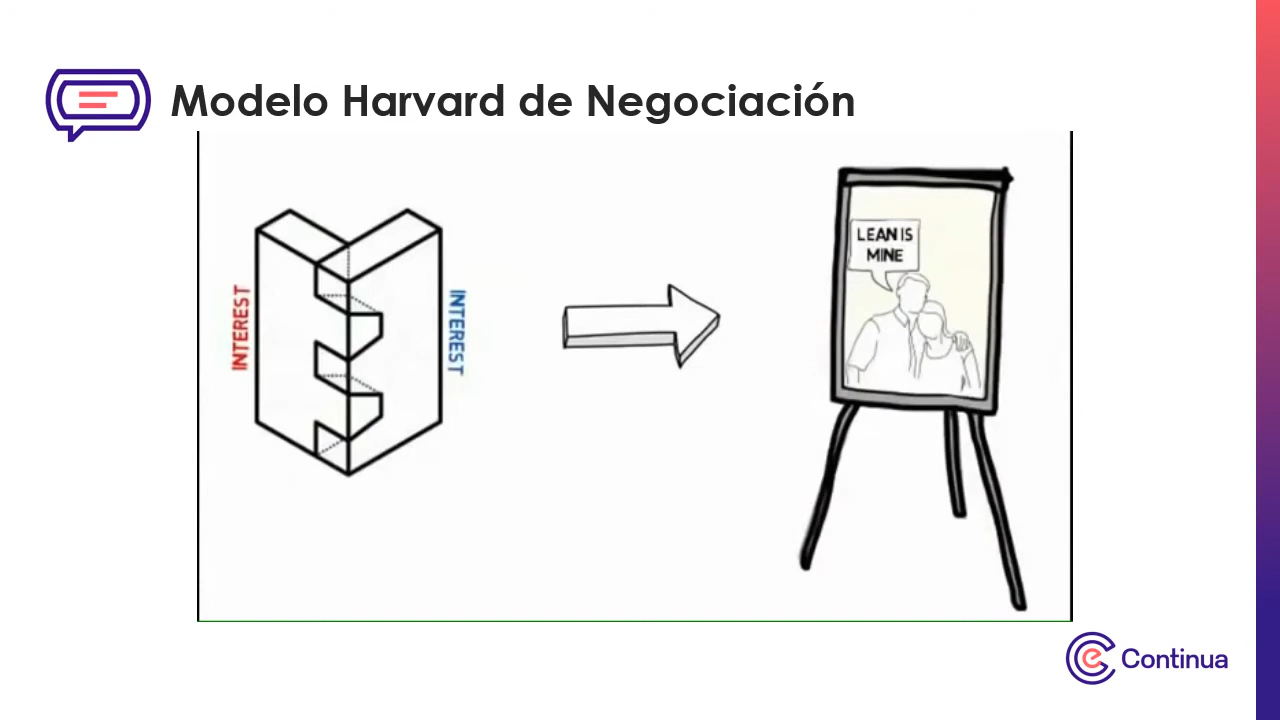 Modelo Harvard de Negociación
INTEREST
INTEREST
LEAN IS
MINE
Continua